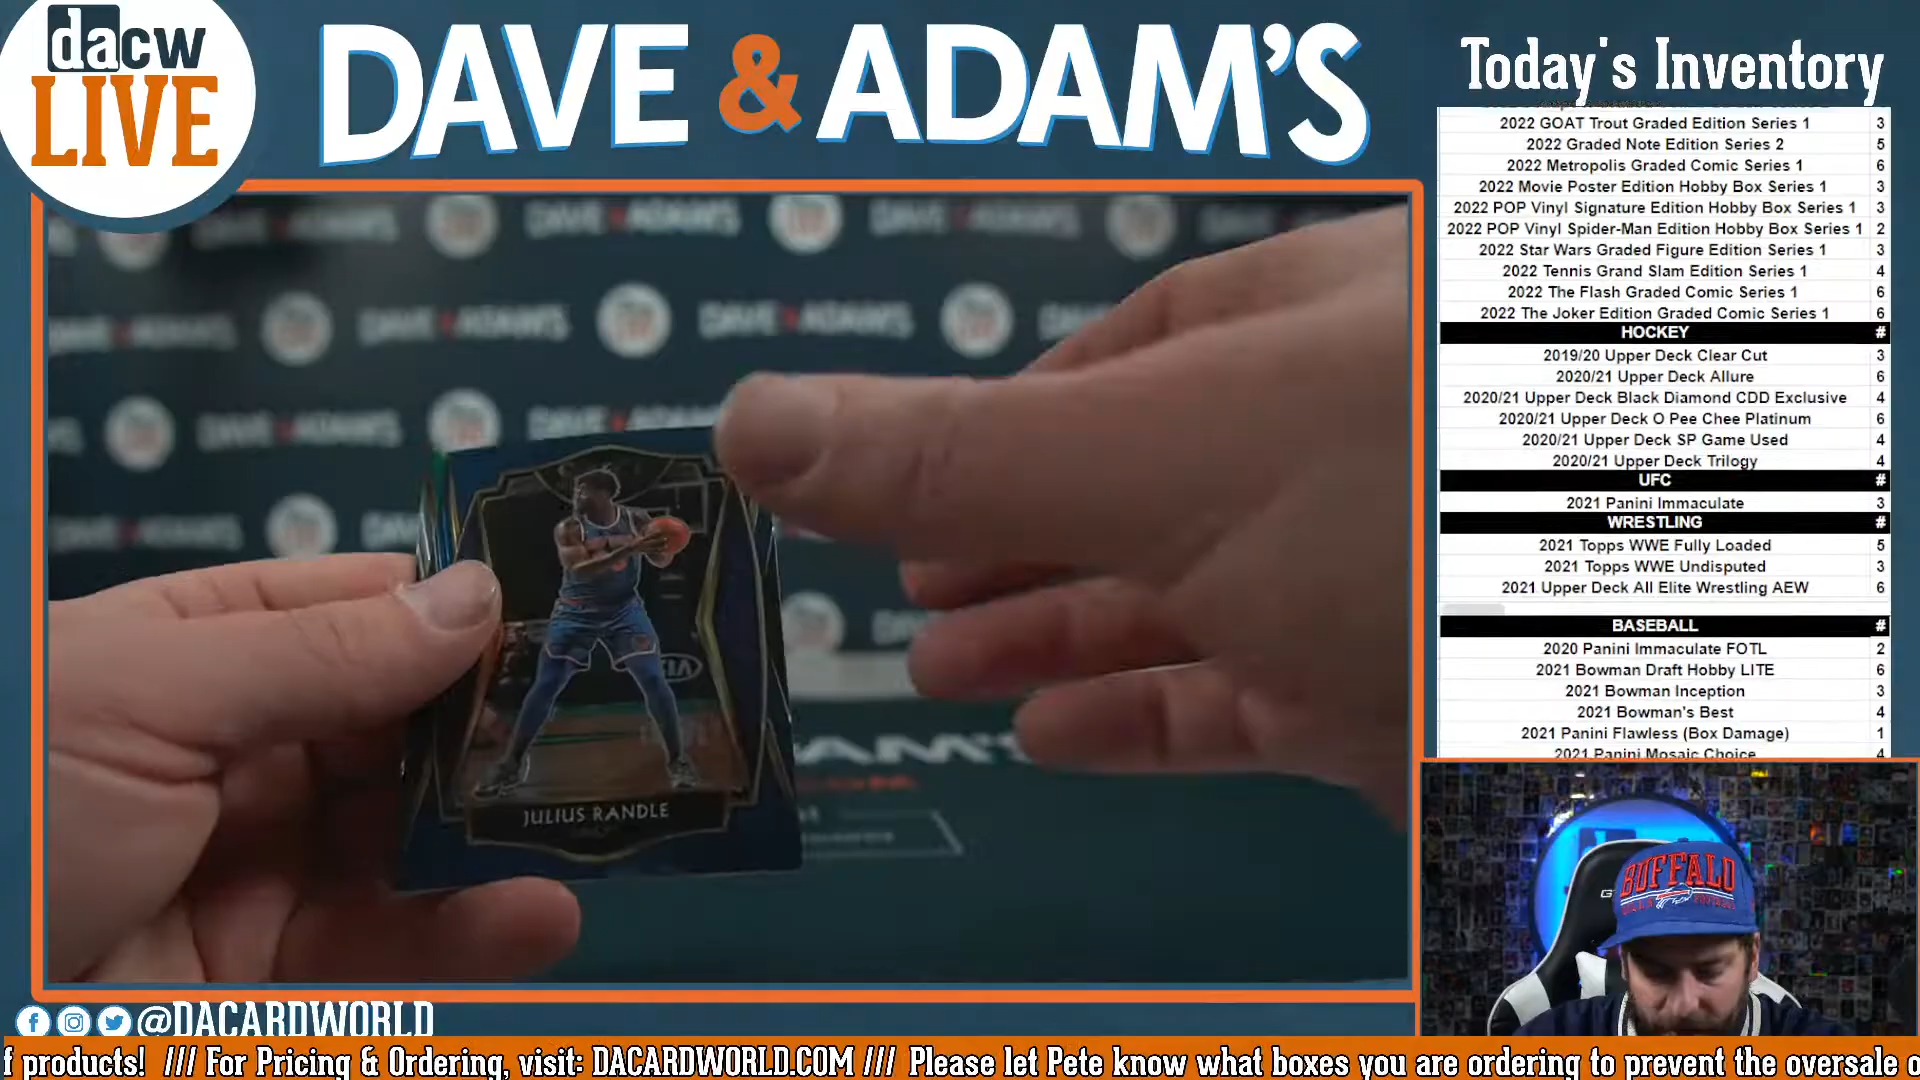 dacw
LIVE
DAVE & ADAM'S
Today's Inventory
2022 GOAT Trout Graded Edition Series 1 3
2022 Graded Note Edition Series 2 5
2022 Metropolis Graded Comic Series 1 6
2022 Movie Poster Edition Hobby Box Series 1 3
2022 POP Vinyl Signature Edition Hobby Box Series 1 3
2022 POP Vinyl Spider-Man Edition Hobby Box Series 1 2
2022 Star Wars Graded Figure Edition Series 1 3
2022 Tennis Grand Slam Edition Series 1 4
2022 The Flash Graded Comic Series 1 6
2022 The Joker Edition Graded Comic Series 1 6
HOCKEY #
2019/20 Upper Deck Clear Cut 3
2020/21 Upper Deck Allure 6
2020/21 Upper Deck Black Diamond CDD Exclusive 4
2020/21 Upper Deck O Pee Chee Platinum 6
2020/21 Upper Deck SP Game Used 4
2020/21 Upper Deck Trilogy 4
UFC #
2021 Panini Immaculate 3
WRESTLING #
2021 Topps WWE Fully Loaded 5
2021 Topps WWE Undisputed 3
2021 Upper Deck All Elite Wrestling AEW 6
BASEBALL #
2020 Panini Immaculate FOTL 2
2021 Bowman Draft Hobby LITE 6
2021 Bowman Inception 3
2021 Bowman's Best 4
2021 Panini Flawless (Box Damage) 1
2021 Panini Mosaic Choice 4
DAVE & ADAM'S
KIA
JULIUS RANDLE
BUFFALO
@DACARDWORLD
f products! /// For Pricing & Ordering, visit: DACARDWORLD.COM /// Please let Pete know what boxes you are ordering to prevent the oversale o